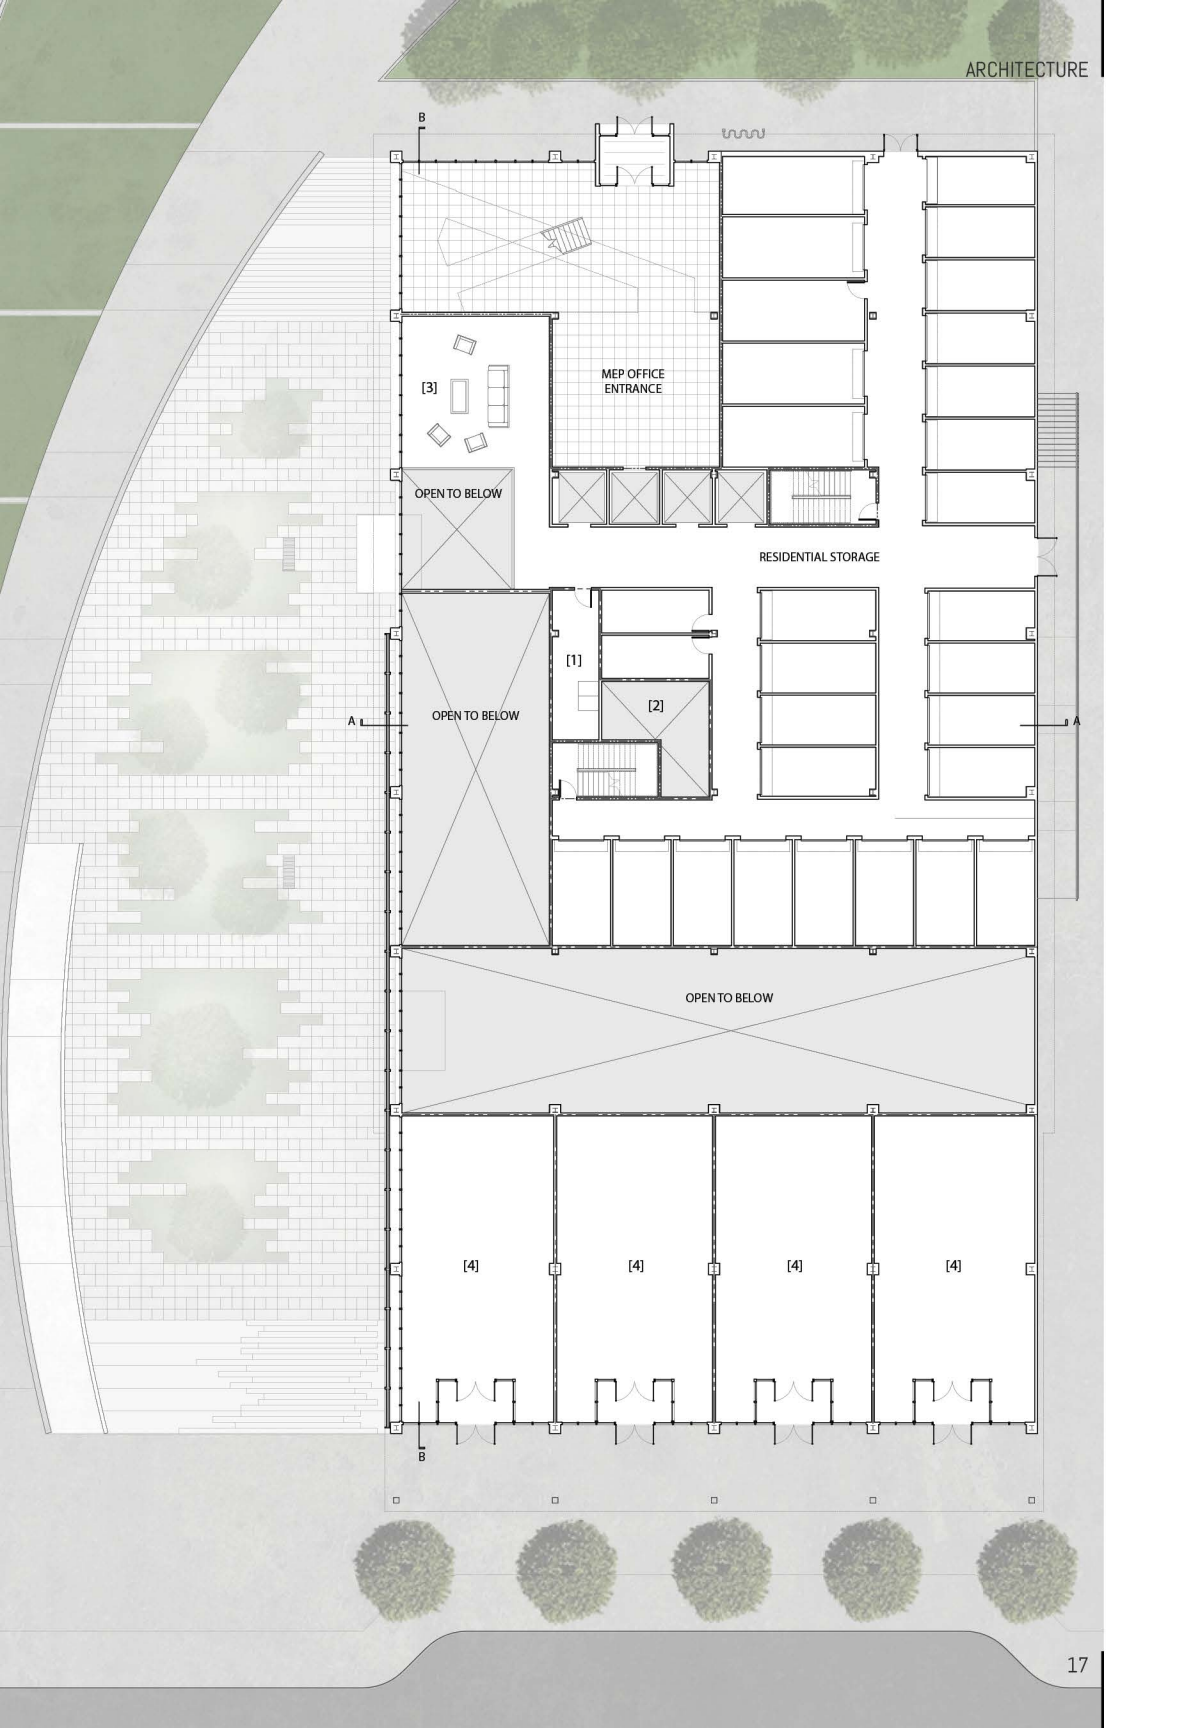 ARCHITECTURE
B
[3]
MEP OFFICE
ENTRANCE
OPEN TO BELOW
RESIDENTIAL STORAGE
[1]
[2]
A
OPEN TO BELOW
A
OPEN TO BELOW
[4]
[4]
[4]
[4]
B
17